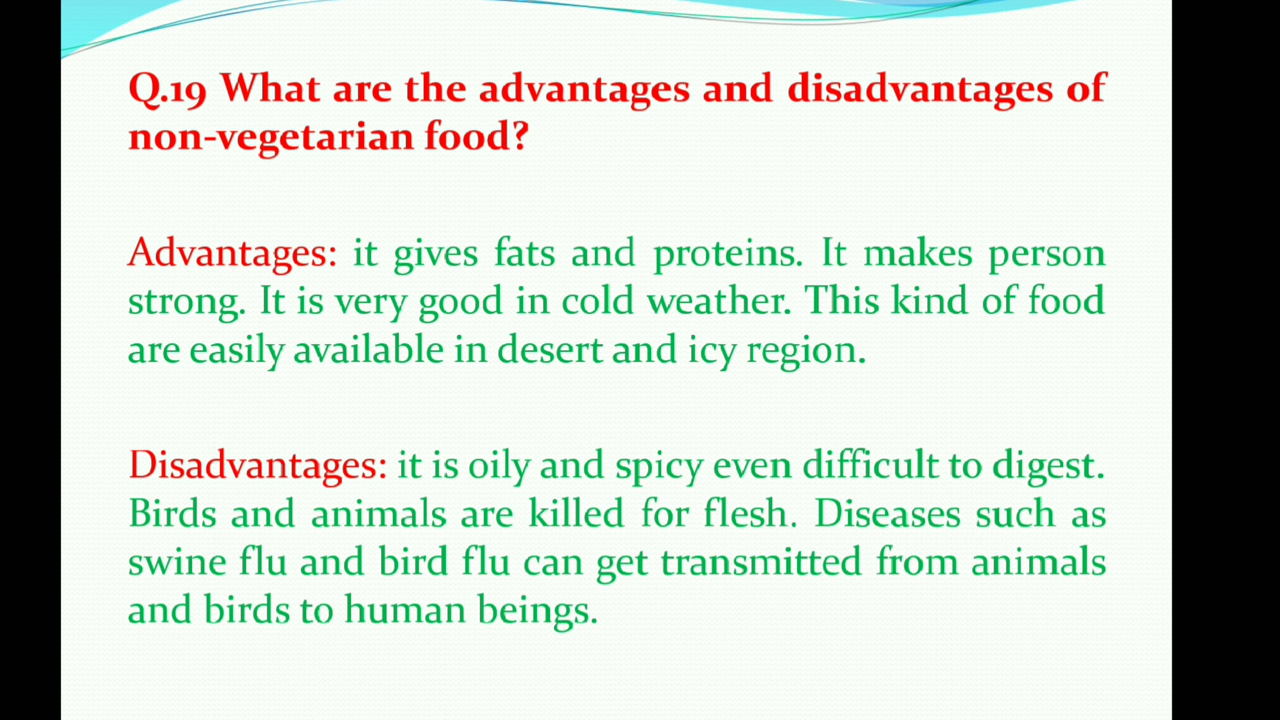 Q.19 What are the advantages and disadvantages of
non-vegetarian food?
Advantages: it gives fats and proteins. It makes person
strong. It is very good in cold weather. This kind of food
are easily available in desert and icy region.
Disadvantages: it is oily and spicy even difficult to digest.
Birds and animals are killed for flesh. Diseases such as
swine flu and bird flu can get transmitted from animals
and birds to human beings.